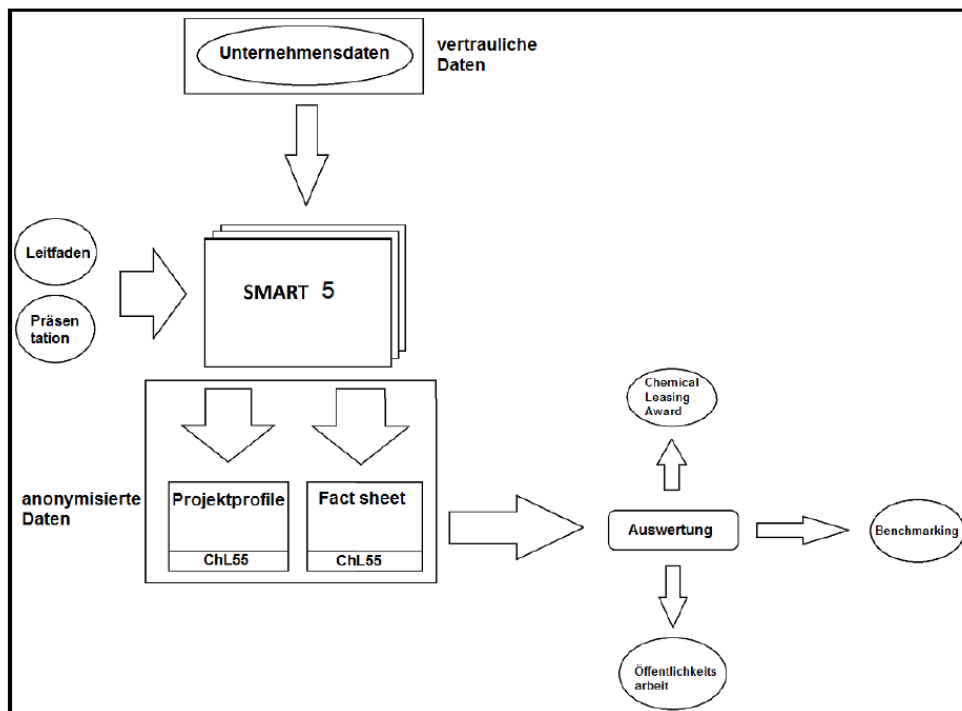 Unternehmensdaten
vertrauliche
Daten
Leitfaden
Präsen
tation
SMART 5
anonymisierte
Daten
Projektprofile
ChL55
Fact sheet
ChL55
Chemical
Leasing
Award
Auswertung
Benchmarking
Öffentlichkeits
arbeit